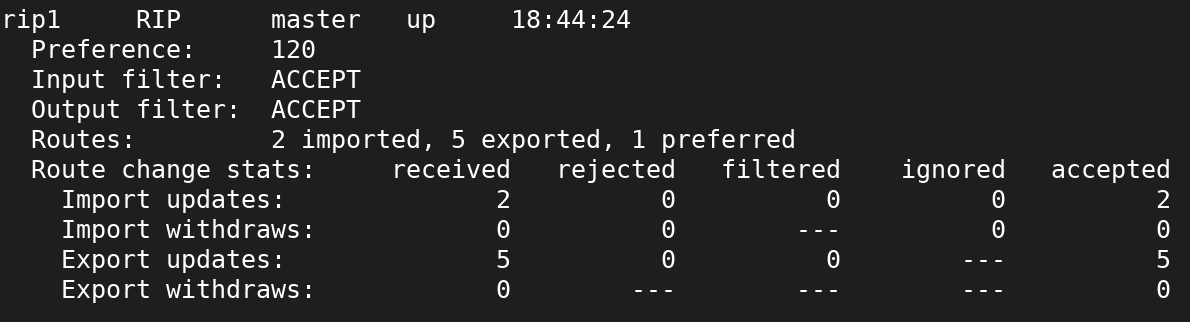 rip1     RIP      master   up     18:44:24
  Preference:     120
  Input filter:   ACCEPT
  Output filter:  ACCEPT
  Routes:         2 imported, 5 exported, 1 preferred
  Route change stats:     received   rejected   filtered    ignored   accepted
    Import updates:              2          0          0          0          2
    Import withdraws:            0          0        ---          0          0
    Export updates:              5          0          0        ---          5
    Export withdraws:            0        ---        ---        ---          0